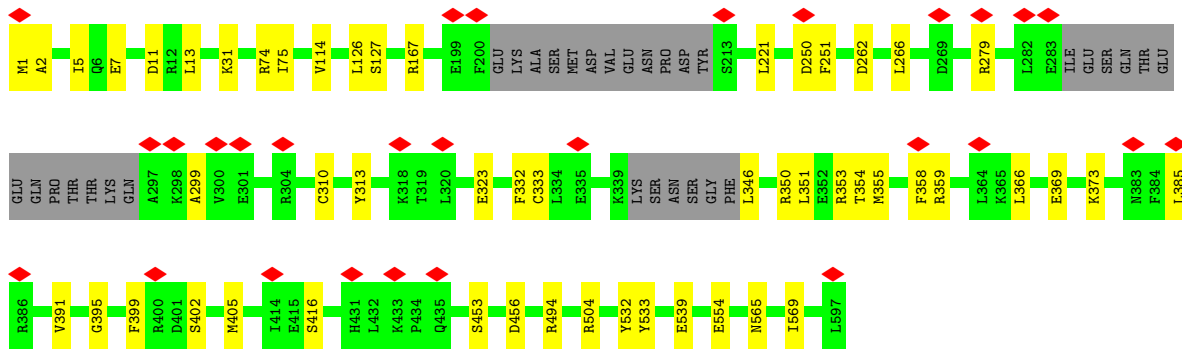 M1 A2 I5 Q6 E7 D11 R12 L13 K31 R74 I75 V114 L126 S127 R167 E199 F200 GLU LYS ALA SER MET ASP VAL GLU ASN PRO ASP TYR S213 L221 D250 F251 D262 L266 D269 R279 L282 E283 ILE GLU SER GLN THR GLU
GLU GLN PRO THR THR LYS GLN A297 K298 A299 V300 E301 R304 C310 Y313 K318 T319 L320 E323 F332 C333 L334 E335 K339 LYS SER ASN SER GLY PHE L346 R350 L351 E352 R353 T354 M355 F358 R359 L364 K365 L366 E369 K373 N383 F384 L385
R386 V391 G395 F399 R400 D401 S402 M405 I414 E415 S416 H431 L432 K433 P434 Q435 S453 D456 R494 R504 Y532 Y533 E539 E554 N565 I569 L597